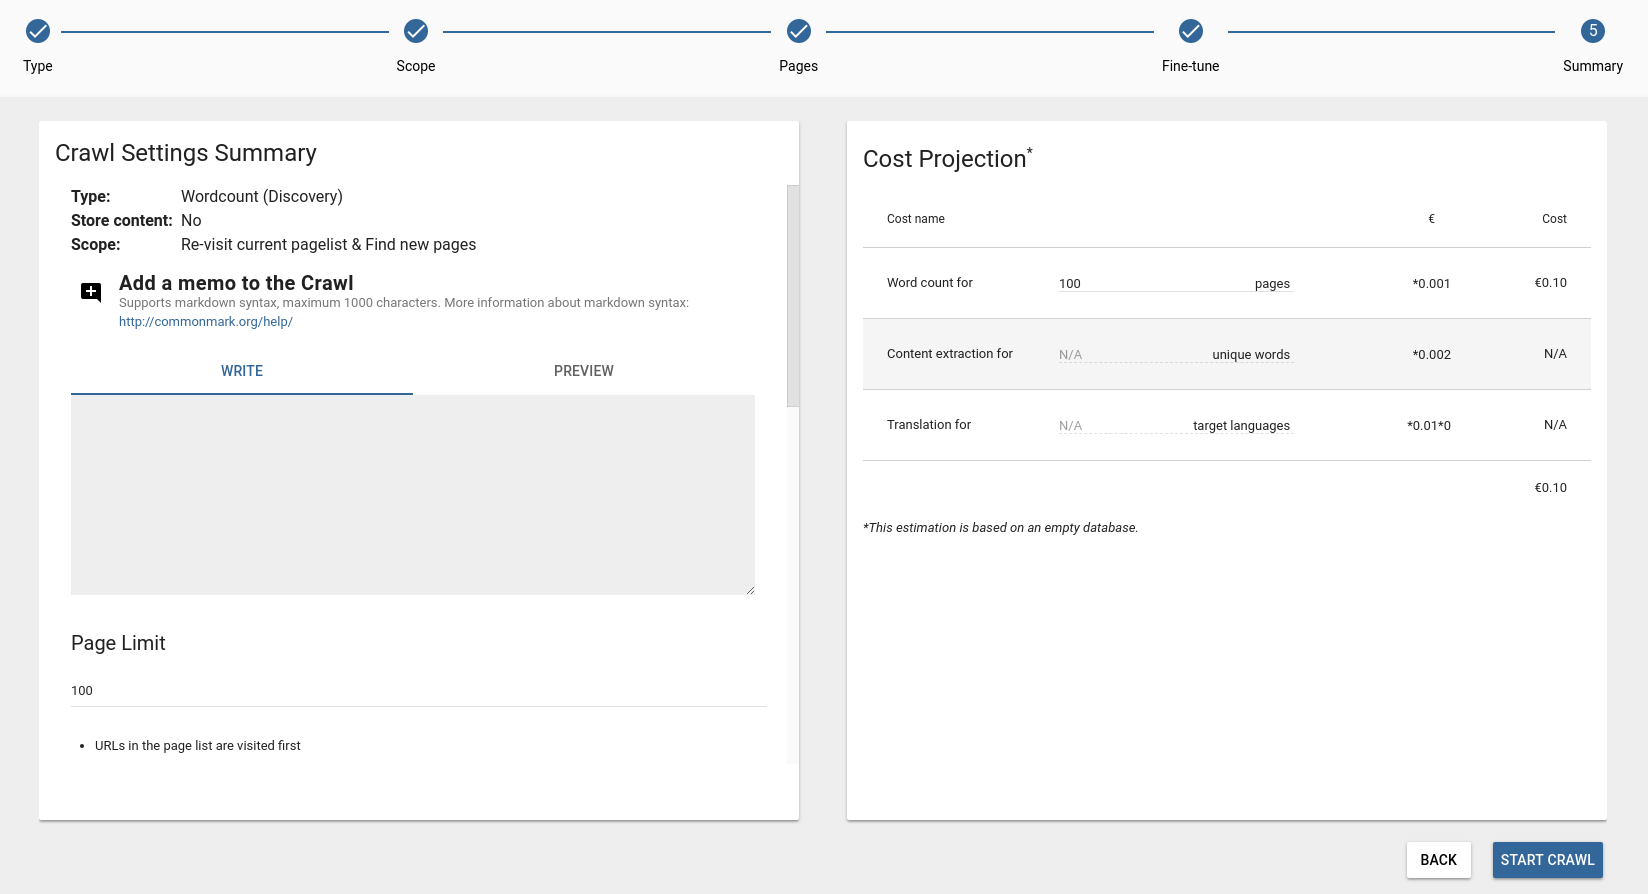 5
Type
Scope
Pages
Fine-tune
Summary
Crawl Settings Summary
Type: Wordcount (Discovery)
Store content: No
Scope: Re-visit current pagelist & Find new pages
Add a memo to the Crawl
Supports markdown syntax, maximum 1000 characters. More information about markdown syntax:
http://commonmark.org/help/
WRITE
PREVIEW
Page Limit
100
URLs in the page list are visited first
Cost Projection*
Cost name € Cost
Word count for 100 pages *0.001 €0.10
Content extraction for N/A unique words *0.002 N/A
Translation for N/A target languages *0.01*0 N/A
€0.10
*This estimation is based on an empty database.
BACK
START CRAWL